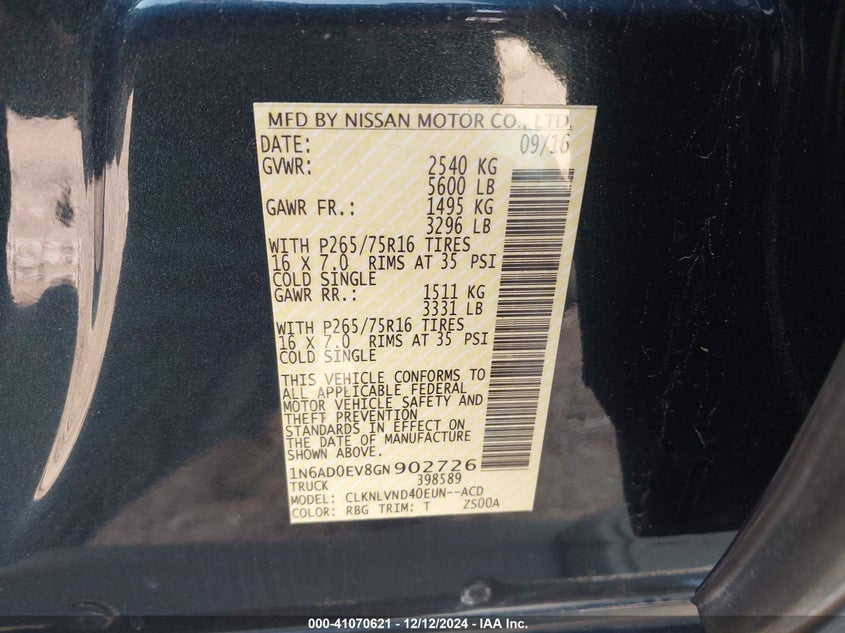 MFD BY NISSAN MOTOR CO., LTD.
DATE: 09/16
GVWR: 2540 KG
5600 LB
GAWR FR.: 1495 KG
3296 LB
WITH P265/75R16 TIRES
16 X 7.0 RIMS AT 35 PSI
COLD SINGLE
GAWR RR.: 1511 KG
3331 LB
WITH P265/75R16 TIRES
16 X 7.0 RIMS AT 35 PSI
COLD SINGLE
THIS VEHICLE CONFORMS TO
ALL APPLICABLE FEDERAL
MOTOR VEHICLE SAFETY AND
THEFT PREVENTION
STANDARDS IN EFFECT ON
THE DATE OF MANUFACTURE
SHOWN ABOVE.
1N6AD0EV8GN902726
TRUCK 398589
MODEL: CLKNLVND40EUN--ACD
COLOR: RBG TRIM: T ZS00A
000-41070621 - 12/12/2024 - IAA Inc.